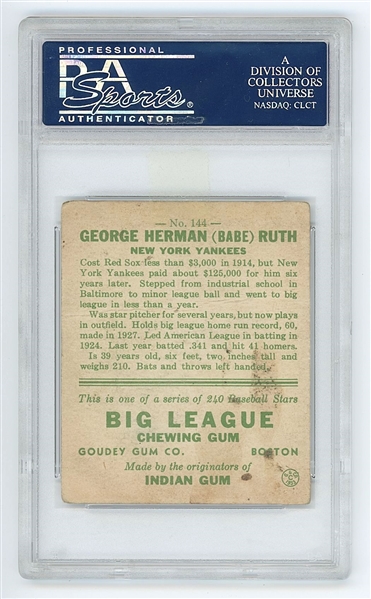 PROFESSIONAL
PSA
Sports
AUTHENTICATOR
A
DIVISION OF
COLLECTORS
UNIVERSE
NASDAQ: CLCT
— No. 144 —
GEORGE HERMAN (BABE) RUTH
NEW YORK YANKEES
Cost Red Sox less than $3,000 in 1914, but New
York Yankees paid about $125,000 for him six
years later. Stepped from industrial school in
Baltimore to minor league ball and went to big
league in less than 6 months.
Was star pitcher for several years, but now plays
in outfield. Holds big league home run record, 60,
made in 1927. Led American League in batting in
1924. Last year batted .341 and hit 41 homers.
Is 39 years old, six feet, two inches tall and
weighs 210. Bats and throws left handed.
This is one of a series of 240 Baseball Stars
BIG LEAGUE
CHEWING GUM
GOUDEY GUM CO. BOSTON
Made by the originators of
INDIAN GUM